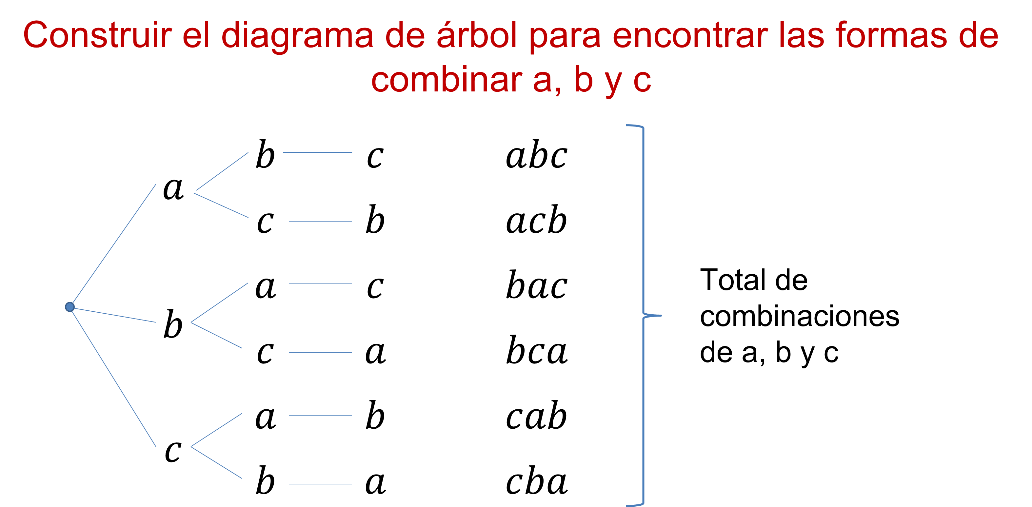 Construir el diagrama de árbol para encontrar las formas de
combinar a, b y c
b c abc
a
c b acb
a c bac
b
c a bca
a b cab
c
b a cba
Total de
combinaciones
de a, b y c